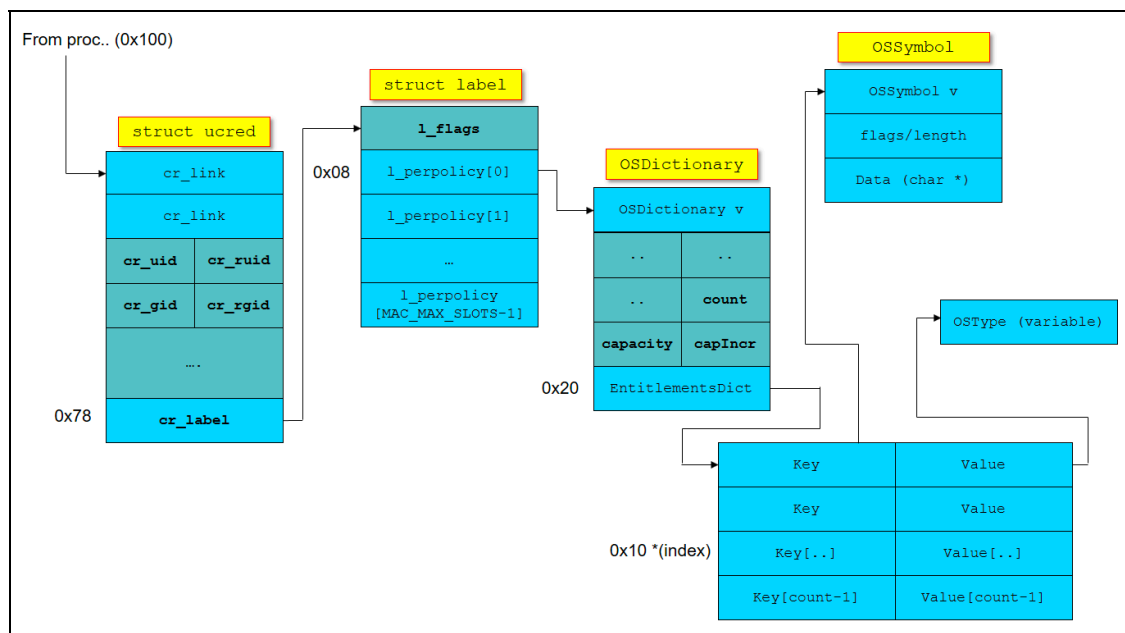 From proc.. (0x100)
struct ucred
cr_link
cr_link
cr_uid cr_ruid
cr_gid cr_rgid
….
0x78
cr_label
struct label
l_flags
0x08
l_perpolicy[0]
l_perpolicy[1]
…
l_perpolicy
[MAC_MAX_SLOTS-1]
OSDictionary
OSDictionary v
.. ..
.. count
capacity capIncr
0x20
EntitlementsDict
OSSymbol
OSSymbol v
flags/length
Data (char *)
OSType (variable)
Key Value
Key Value
0x10 *(index)
Key[..] Value[..]
Key[count-1] Value[count-1]